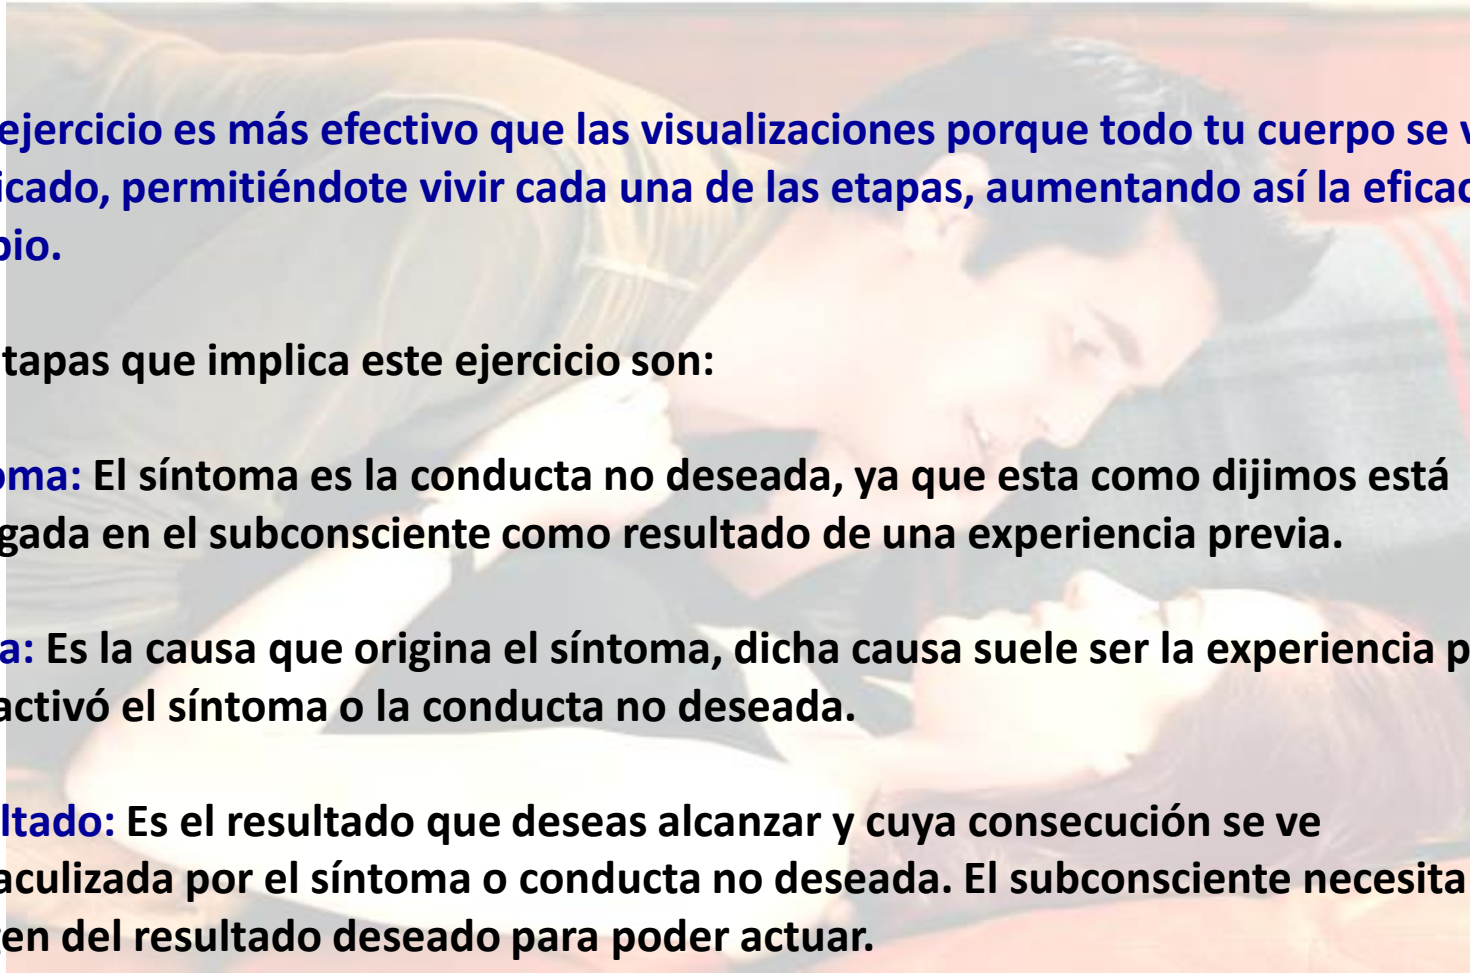 ejercicio es más efectivo que las visualizaciones porque todo tu cuerpo se v
icado, permitiéndote vivir cada una de las etapas, aumentando así la eficac
bio.
tapas que implica este ejercicio son:
oma: El síntoma es la conducta no deseada, ya que esta como dijimos está
gada en el subconsciente como resultado de una experiencia previa.
a: Es la causa que origina el síntoma, dicha causa suele ser la experiencia p
activó el síntoma o la conducta no deseada.
ltado: Es el resultado que deseas alcanzar y cuya consecución se ve
aculizada por el síntoma o conducta no deseada. El subconsciente necesita
en del resultado deseado para poder actuar.